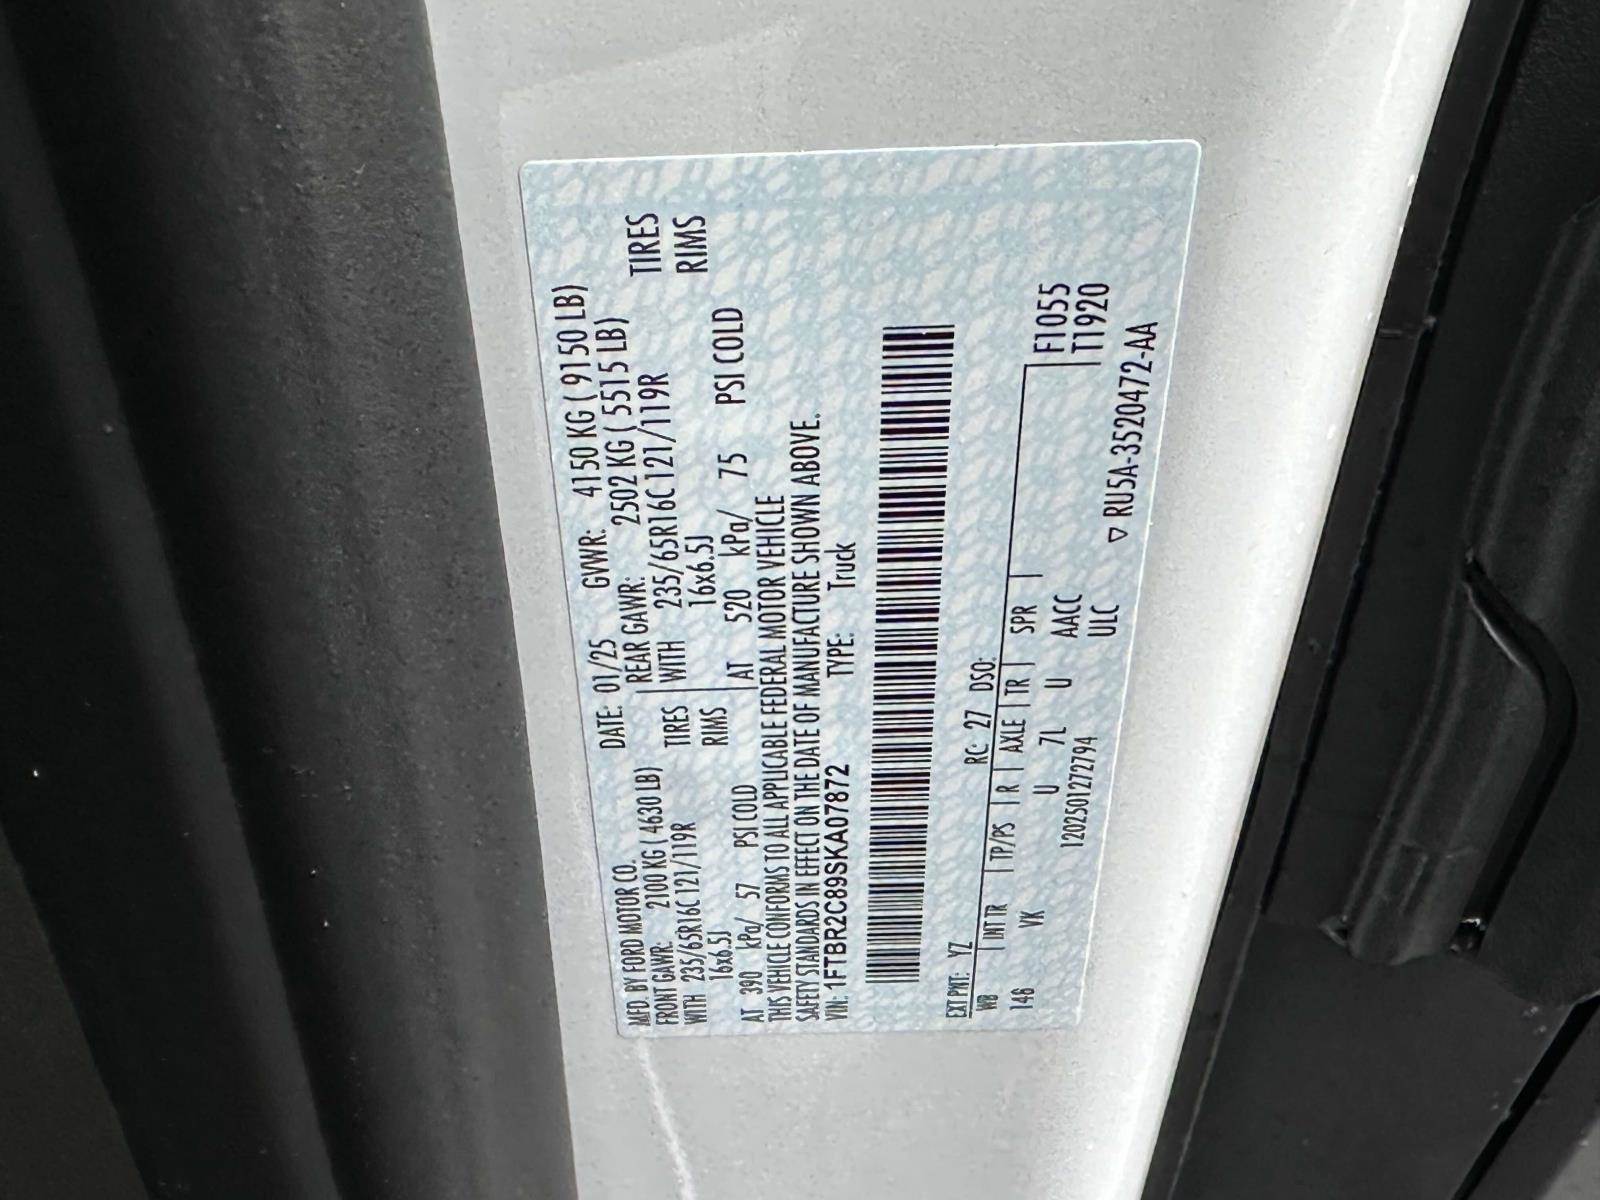 MFD. BY FORD MOTOR CO. DATE: 01/25 GVWR: 4150 KG ( 9150 LB)
FRONT GAWR: 2100 KG ( 4630 LB) REAR GAWR: 2502 KG ( 5515 LB)
WITH 235/65R16C 121/119R TIRES WITH 235/65R16C 121/119R TIRES
16x6.5J RIMS 16x6.5J RIMS
AT 390 kPa/ 57 PSI COLD AT 520 kPa/ 75 PSI COLD
THIS VEHICLE CONFORMS TO ALL APPLICABLE FEDERAL MOTOR VEHICLE
SAFETY STANDARDS IN EFFECT ON THE DATE OF MANUFACTURE SHOWN ABOVE.
VIN: 1FTBR2C89SKA07872 TYPE: Truck
EXT PNT: YZ RC: 27 DSO:
WB INT TR TP/PS R AXLE TR SPR F1055
148 VK U 7L U AACC T1920
1202501272794 ULC ▽ RU5A-3520472-AA